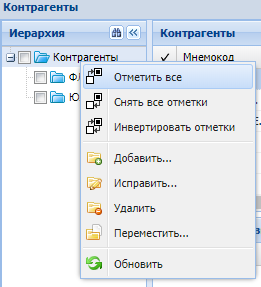 Контрагенты
Иерархия
Контрагенты
✓ Мнемокод
Контрагенты
Отметить все
Снять все отметки
Инвертировать отметки
Добавить...
Исправить...
Удалить
Переместить...
Обновить